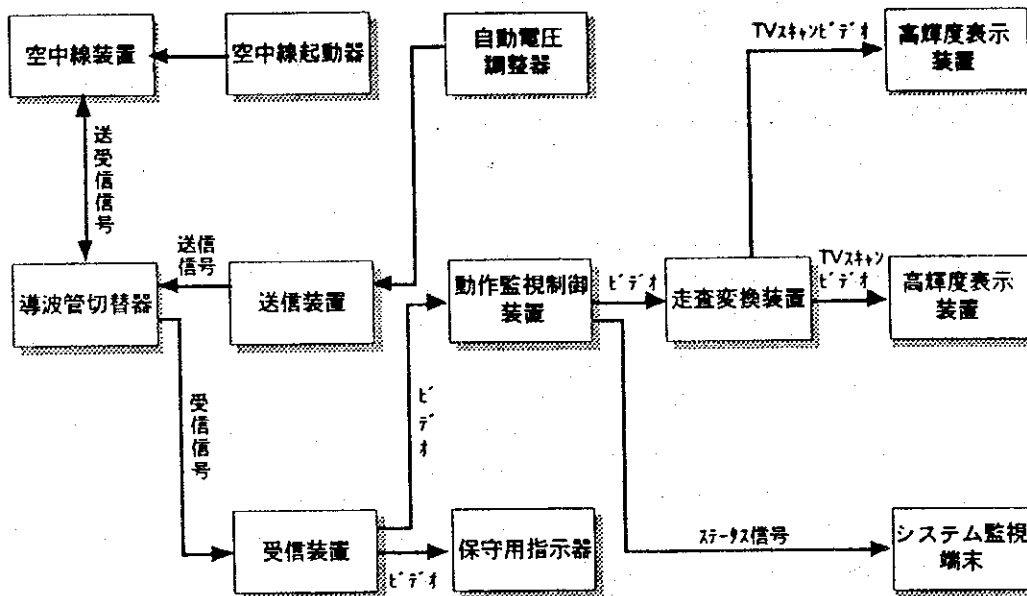 空中線装置
空中線起動器
自動電圧
調整器
TVｽｷｬﾝﾋﾞﾃﾞｵ
高輝度表示
装置
送受信信号
導波管切替器
送信
信号
送信装置
動作監視制御
装置
ﾋﾞﾃﾞｵ
走査変換装置
TVｽｷｬﾝ
ﾋﾞﾃﾞｵ
高輝度表示
装置
受信信号
ﾋﾞﾃﾞｵ
受信装置
ﾋﾞﾃﾞｵ
保守用指示器
ｽﾃｰﾀｽ信号
システム監視
端末